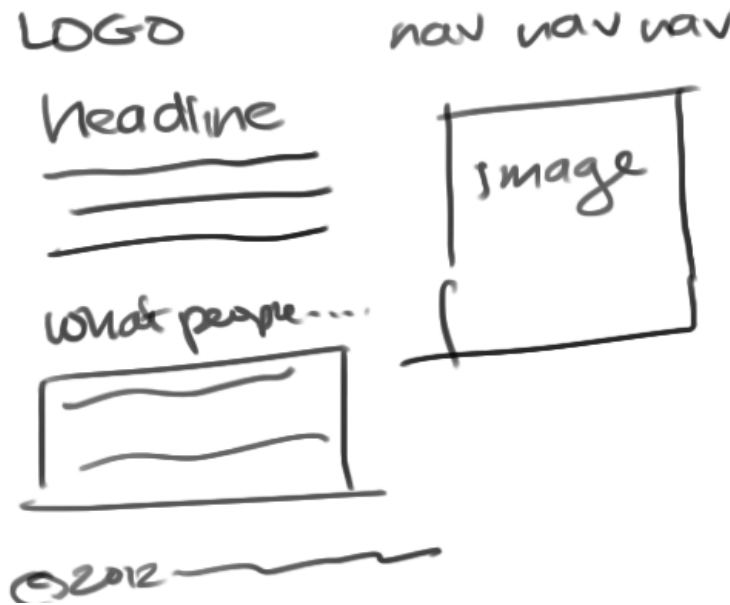 LOGO
nav nav nav
Headline
image
what people....
©2012